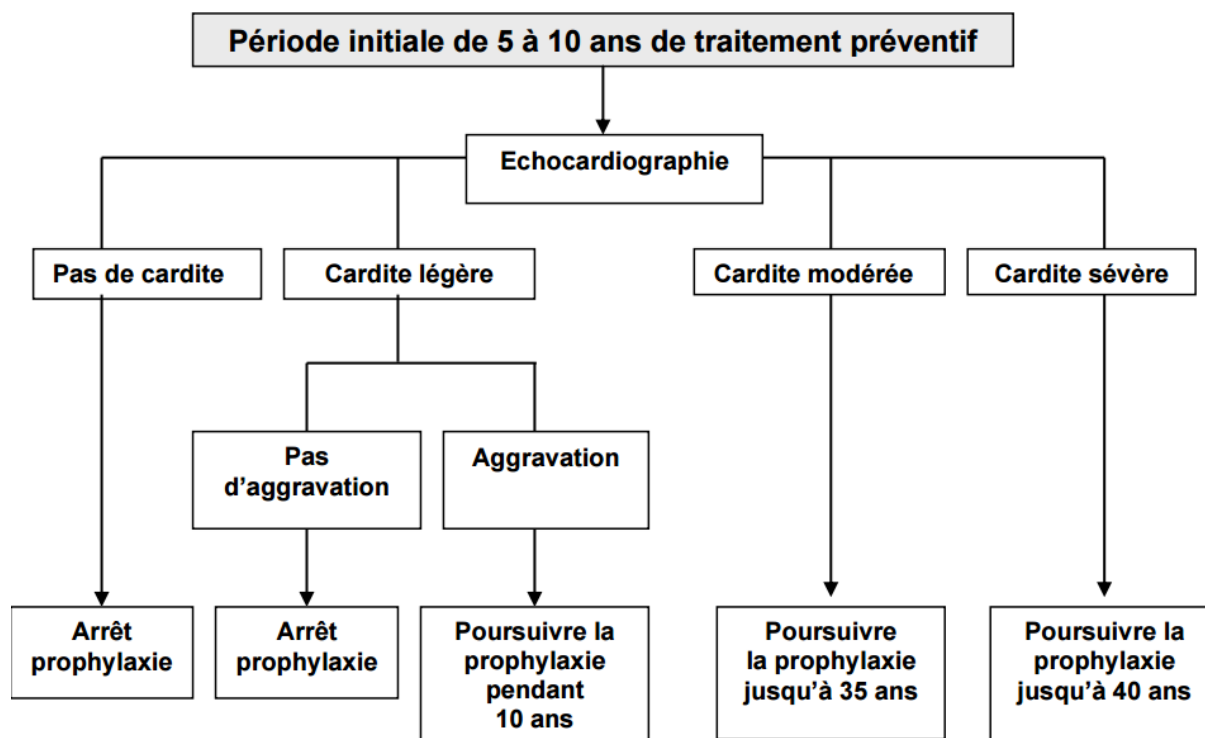 Période initiale de 5 à 10 ans de traitement préventif
Echocardiographie
Pas de cardite
Cardite légère
Cardite modérée
Cardite sévère
Pas
d’aggravation
Aggravation
Arrêt
prophylaxie
Arrêt
prophylaxie
Poursuivre la
prophylaxie
pendant
10 ans
Poursuivre
la prophylaxie
jusqu’à 35 ans
Poursuivre la
prophylaxie
jusqu’à 40 ans